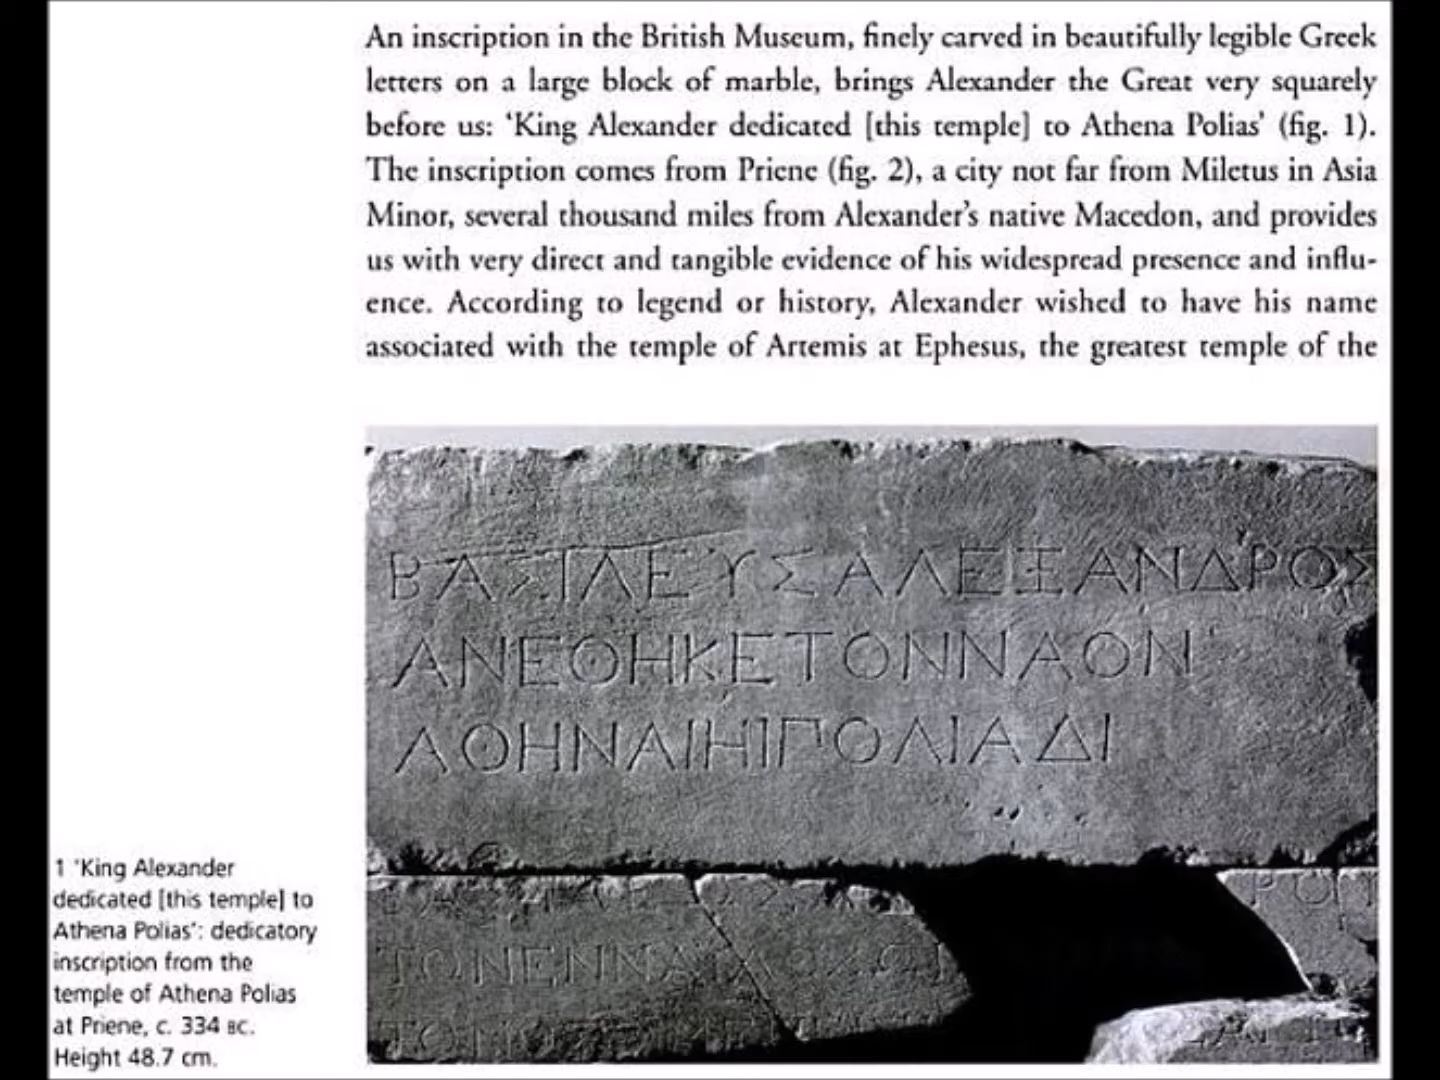 An inscription in the British Museum, finely carved in beautifully legible Greek
letters on a large block of marble, brings Alexander the Great very squarely
before us: ‘King Alexander dedicated [this temple] to Athena Polias’ (fig. 1).
The inscription comes from Priene (fig. 2), a city not far from Miletus in Asia
Minor, several thousand miles from Alexander’s native Macedon, and provides
us with very direct and tangible evidence of his widespread presence and influ-
ence. According to legend or history, Alexander wished to have his name
associated with the temple of Artemis at Ephesus, the greatest temple of the
ΒΑΣΙΛΕΥΣΑΛΕΞΑΝΔΡΟΣ
ΑΝΕΘΗΚΕΤΟΝΝΑΟΝ
ΑΘΗΝΑΙΗΙΠΟΛΙΑΔΙ
1 ‘King Alexander
dedicated [this temple] to
Athena Polias’: dedicatory
inscription from the
temple of Athena Polias
at Priene, c. 334 BC.
Height 48.7 cm.